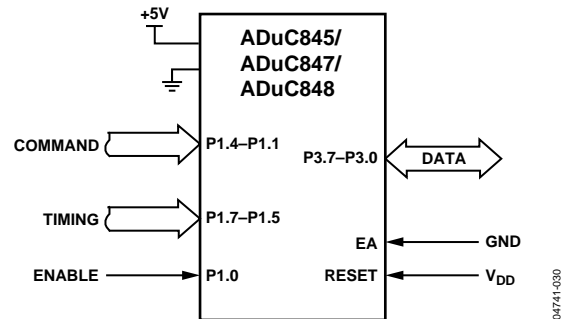 +5V
ADuC845/
ADuC847/
ADuC848
COMMAND
P1.4–P1.1
P3.7–P3.0
DATA
TIMING
P1.7–P1.5
EA
GND
ENABLE
P1.0
RESET
VDD
04741-030